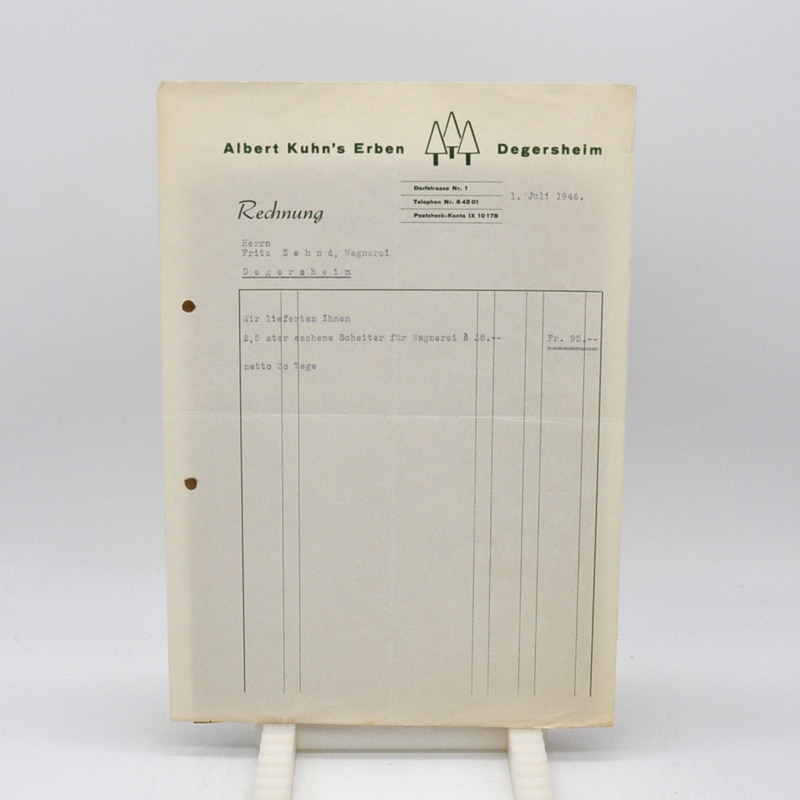 Albert Kuhn's Erben Degersheim
Dorfstrasse Nr. 1
Telephon Nr. 8 42 01
Postcheck-Konto IX 10178
1. Juli 1946.
Rechnung
Herrn
Fritz Z e h n d, Wagnerei
D e g e r s h e i m
Wir lieferten Ihnen
2,5 ster eschene Scheiter für Wagnerei à 38.-- Fr. 95.--
netto 30 Tage